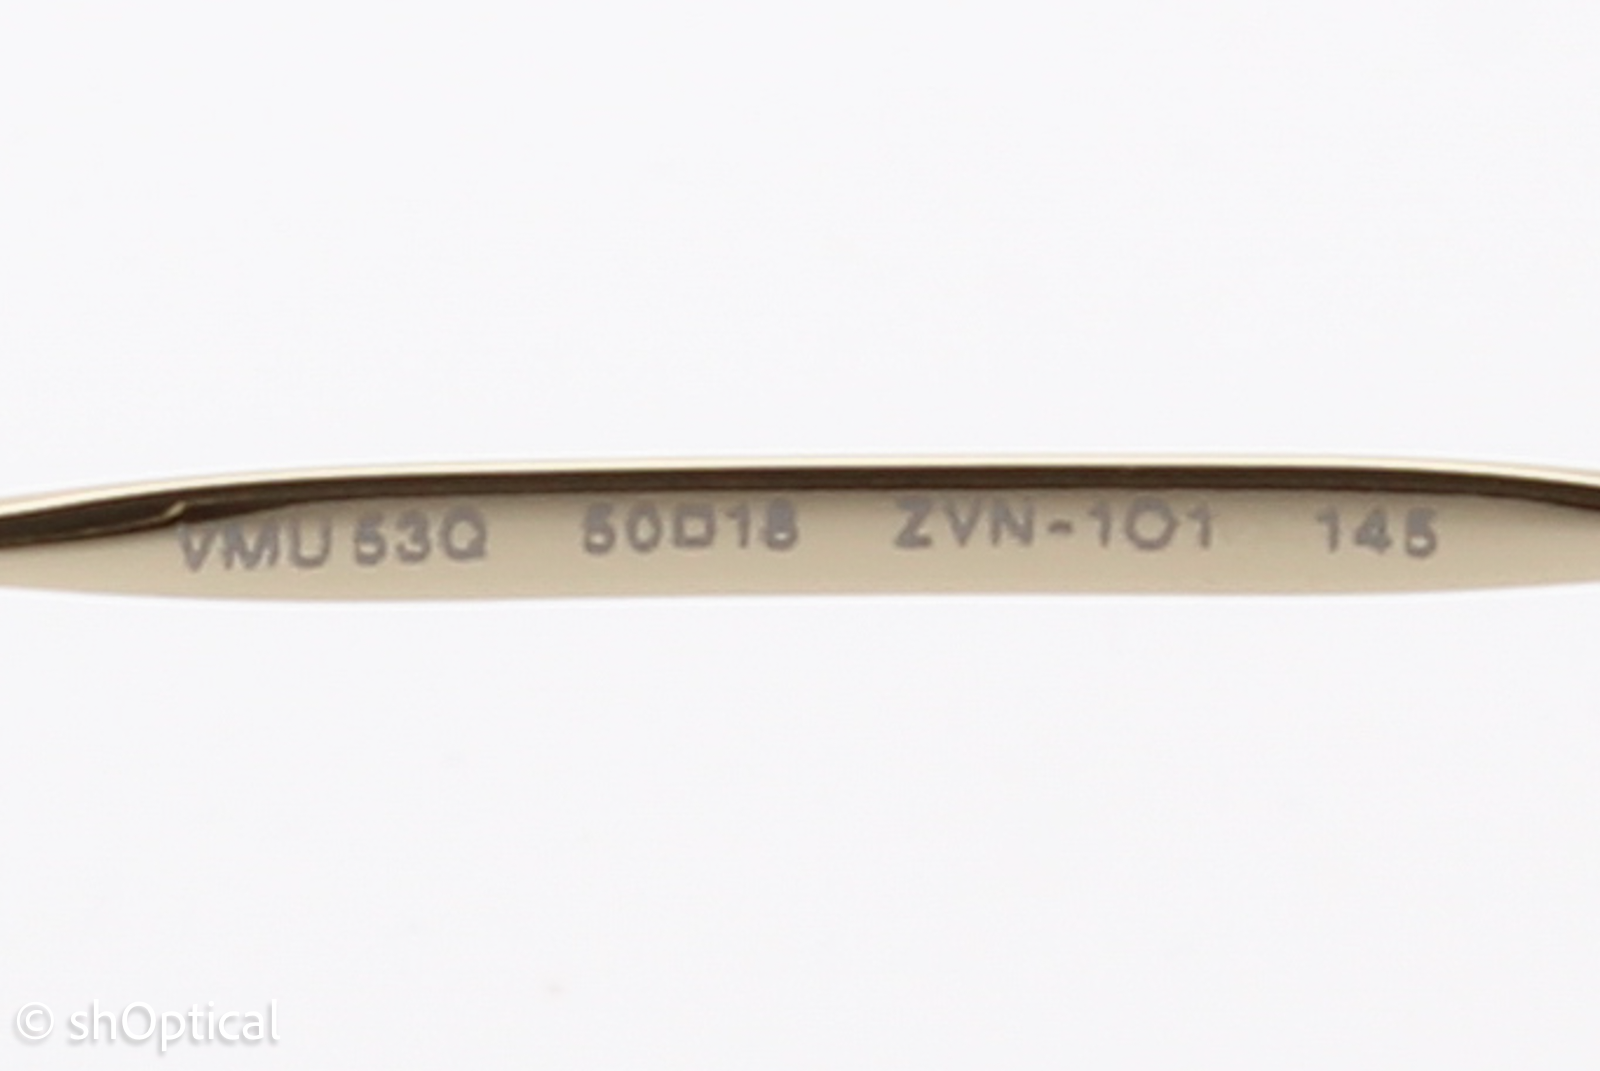 VMU 53Q 50□18 ZVN-1O1 145
© shOptical